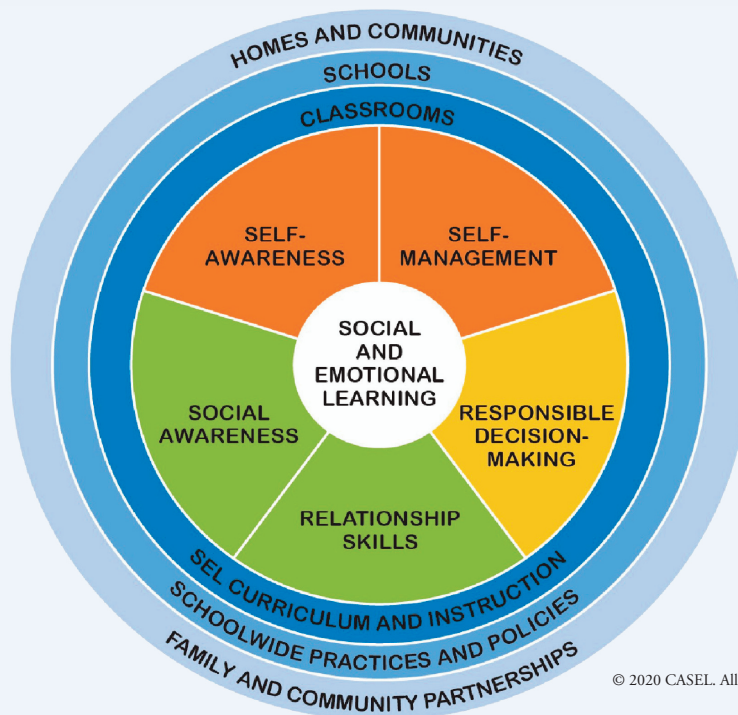 HOMES AND COMMUNITIES
SCHOOLS
CLASSROOMS
SELF-
AWARENESS
SELF-
MANAGEMENT
SOCIAL
AND
EMOTIONAL
LEARNING
SOCIAL
AWARENESS
RESPONSIBLE
DECISION-
MAKING
RELATIONSHIP
SKILLS
SEL CURRICULUM AND INSTRUCTION
SCHOOLWIDE PRACTICES AND POLICIES
FAMILY AND COMMUNITY PARTNERSHIPS
© 2020 CASEL. All